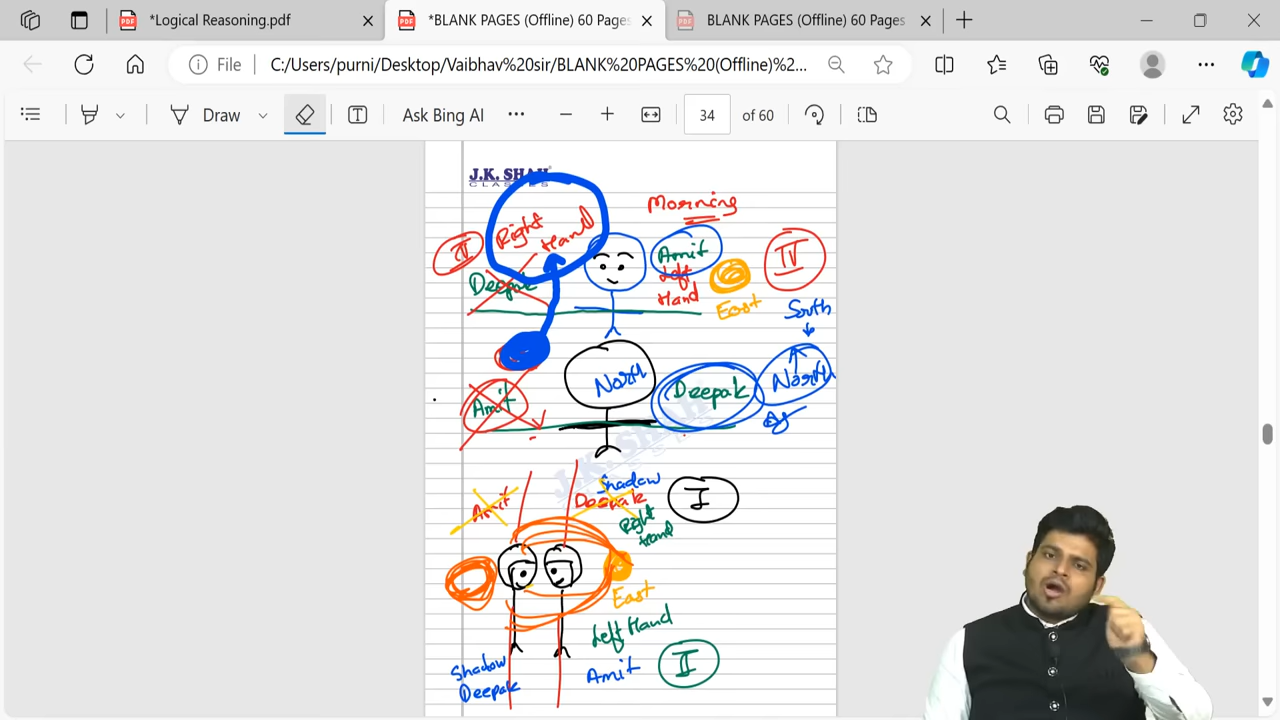 *Logical Reasoning.pdf
*BLANK PAGES (Offline) 60 Pages
BLANK PAGES (Offline) 60 Pages
File
C:/Users/purni/Desktop/Vaibhav%20sir/BLANK%20PAGES%20(Offline)%2...
Draw
Ask Bing AI
34
of 60
J.K. SHAH
CLASSES
Morning
Right
Hand
II
Amit
IV
Deepak
Left
Hand
East
South
North
Deepak
North
Amit
J.K. SHAH
Shadow
Amit
Deepak
I
Right
Hand
East
Left Hand
Shadow
Deepak
Amit
II